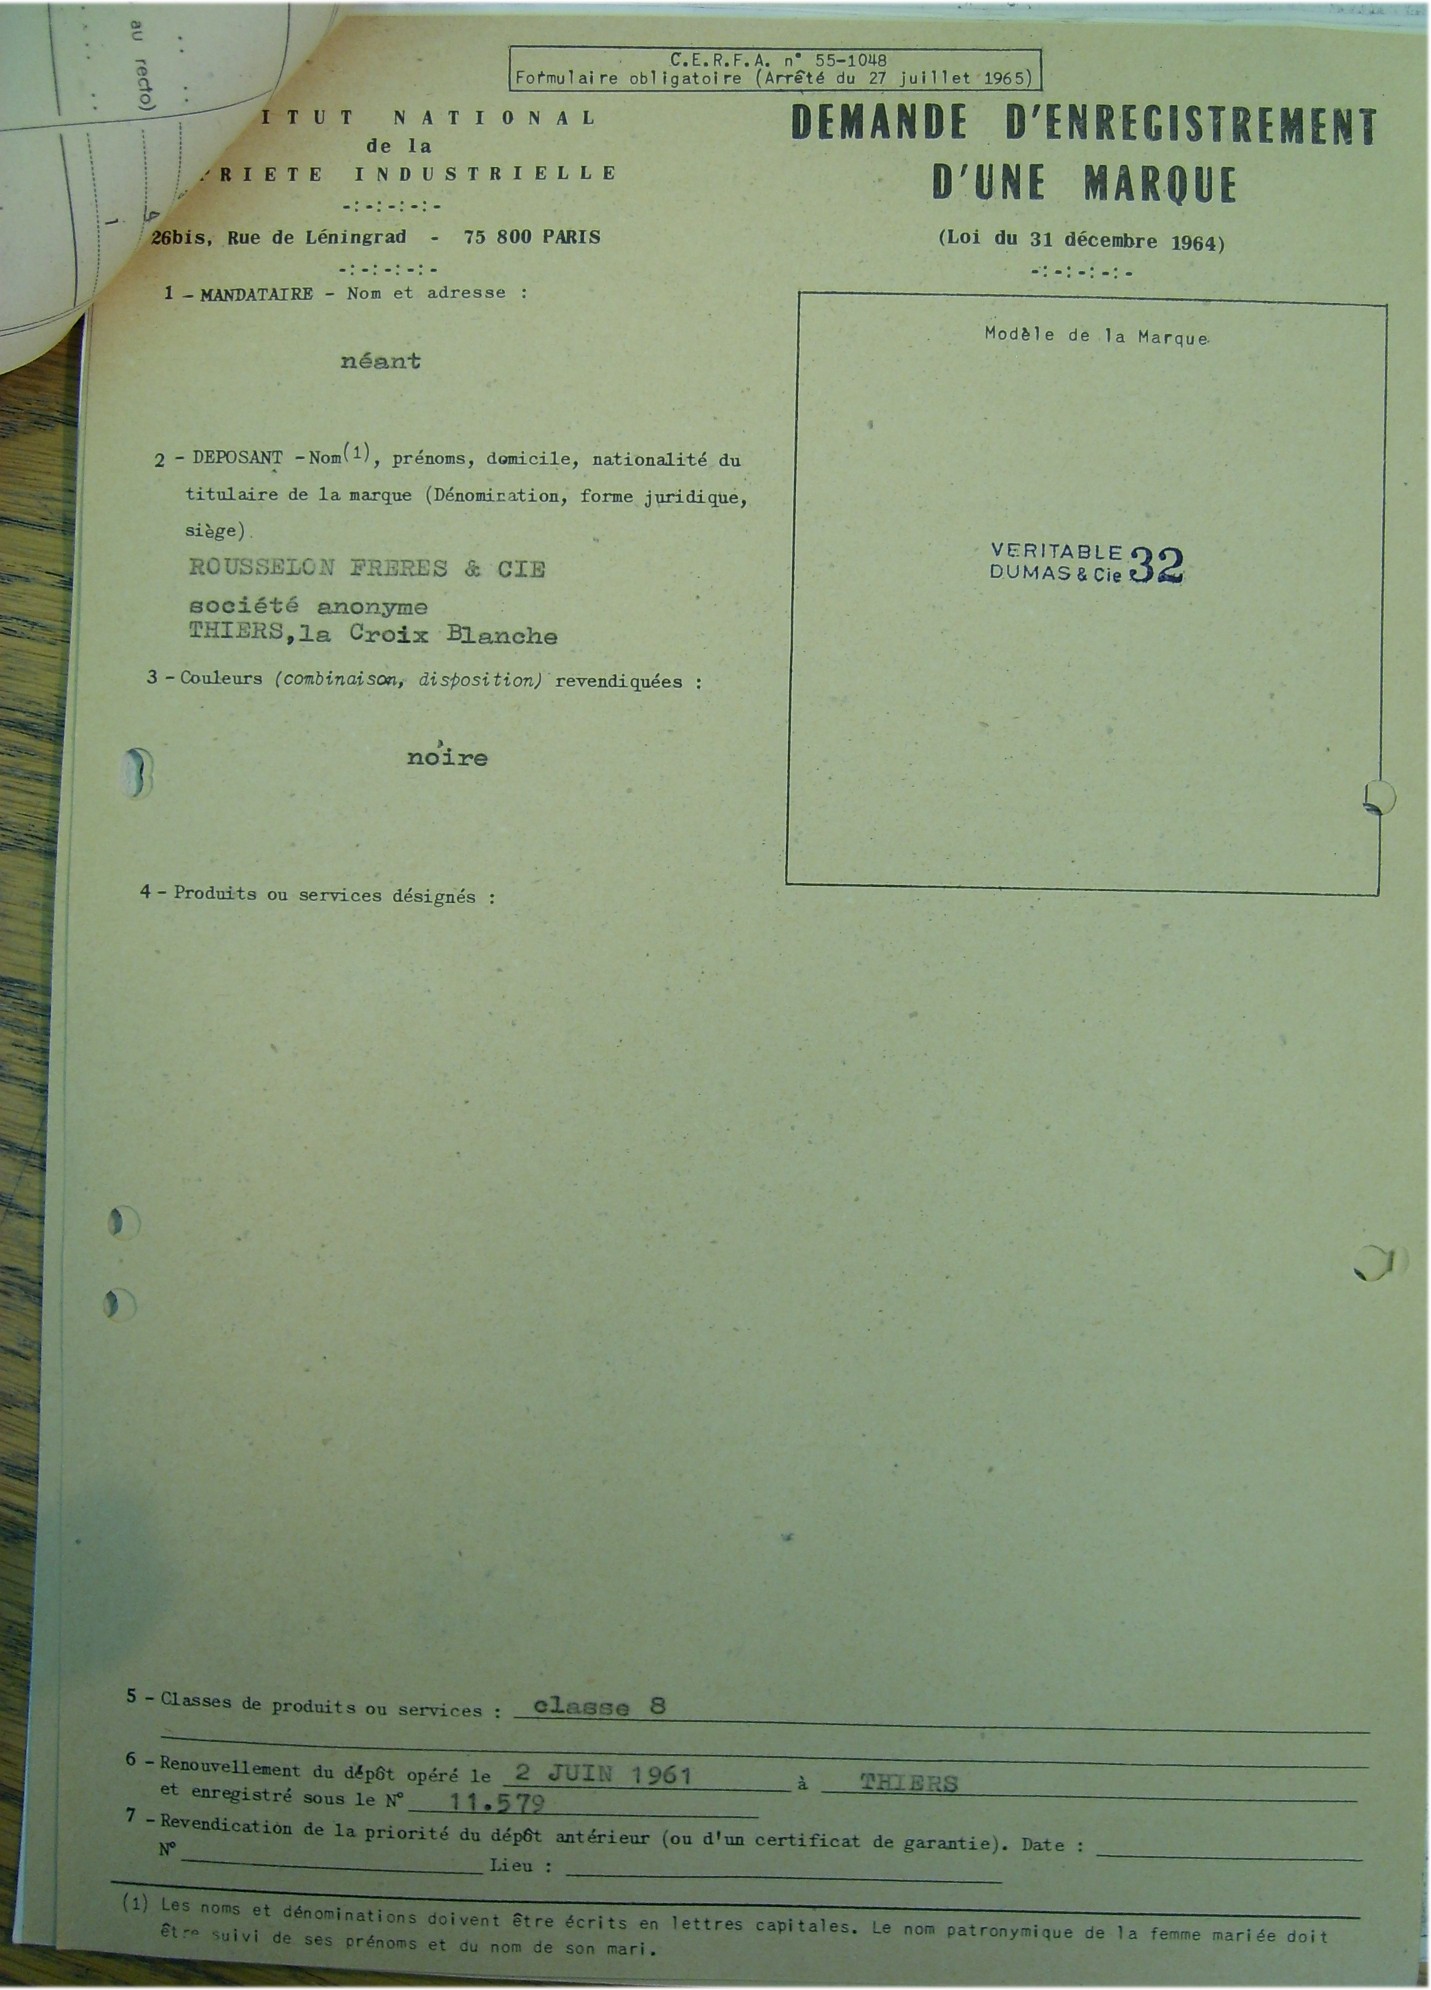 au recto)
C.E.R.F.A. n° 55-1048
Formulaire obligatoire (Arrêté du 27 juillet 1965)
ITUT NATIONAL
de la
RIETE INDUSTRIELLE
-:-:-:-:-
26bis, Rue de Léningrad - 75 800 PARIS
-:-:-:-:-
DEMANDE D'ENREGISTREMENT
D'UNE MARQUE
(Loi du 31 décembre 1964)
-:-:-:-:-
1 - MANDATAIRE - Nom et adresse :
néant
2 - DEPOSANT - Nom(1), prénoms, domicile, nationalité du
titulaire de la marque (Dénomination, forme juridique,
siège).
ROUSSELON FRERES & CIE
société anonyme
THIERS, la Croix Blanche
3 - Couleurs (combinaison, disposition) revendiquées :
noire
Modèle de la Marque
VERITABLE 32
DUMAS & Cie
4 - Produits ou services désignés :
5 - Classes de produits ou services : classe 8
6 - Renouvellement du dépôt opéré le 2 JUIN 1961 à THIERS
et enregistré sous le N° 11.579
7 - Revendication de la priorité du dépôt antérieur (ou d'un certificat de garantie). Date :
N° Lieu :
(1) Les noms et dénominations doivent être écrits en lettres capitales. Le nom patronymique de la femme mariée doit
être suivi de ses prénoms et du nom de son mari.